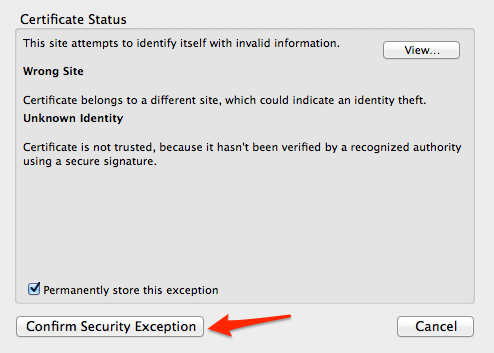 Certificate Status
This site attempts to identify itself with invalid information.
View...
Wrong Site
Certificate belongs to a different site, which could indicate an identity theft.
Unknown Identity
Certificate is not trusted, because it hasn't been verified by a recognized authority
using a secure signature.
Permanently store this exception
Confirm Security Exception
Cancel